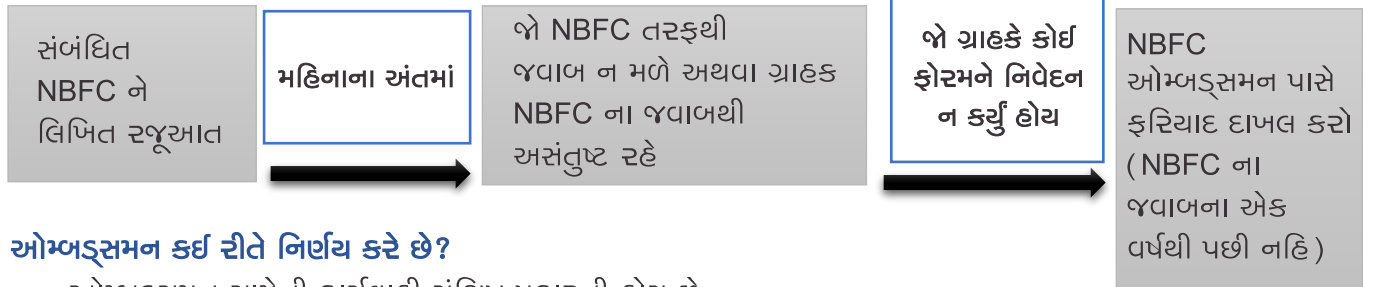 સંબંધિત
NBFC ને
લિખિત રજૂઆત
મહિનાના અંતમાં
જો NBFC તરફથી
જવાબ ન મળે અથવા ગ્રાહક
NBFC ના જવાબથી
અસંતુષ્ટ રહે
જો ગ્રાહકે કોઈ
ફોરમને નિવેદન
ન કર્યું હોય
NBFC
ઓમ્બડ્સમન પાસે
ફરિયાદ દાખલ કરો
(NBFC ના
જવાબના એક
વર્ષથી પછી નહિ)
ઓમ્બડ્સમન કઈ રીતે નિર્ણય કરે છે?